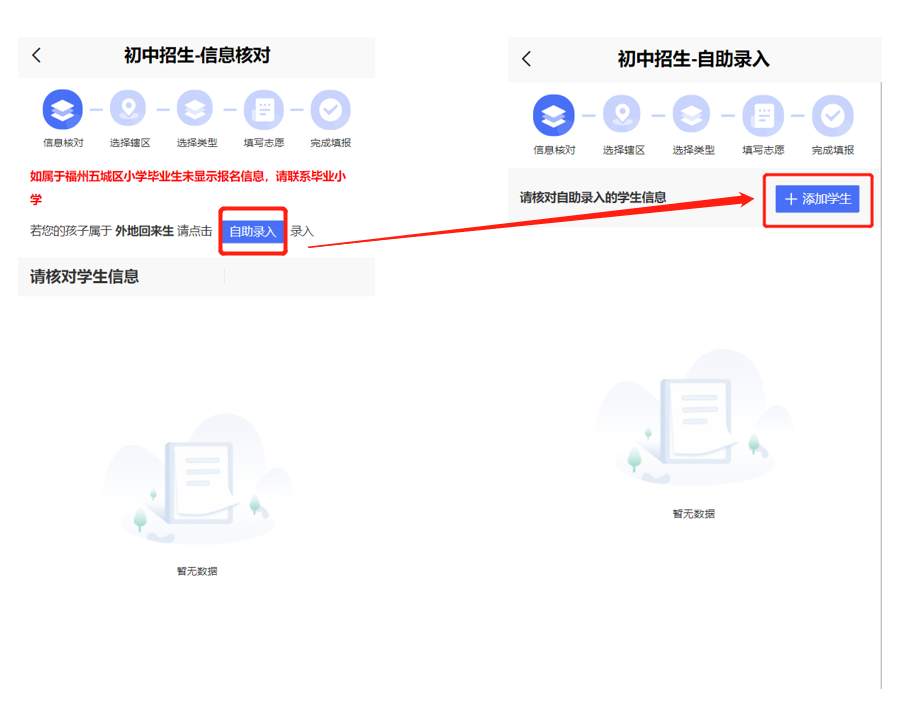 初中招生-信息核对
信息核对 选择辖区 选择类型 填写志愿 完成填报
如属于福州五城区小学毕业生未显示报名信息，请联系毕业小
学
若您的孩子属于 外地回来生 请点击 自助录入 录入
请核对学生信息
暂无数据
初中招生-自助录入
信息核对 选择辖区 选择类型 填写志愿 完成填报
请核对自助录入的学生信息
添加学生
暂无数据